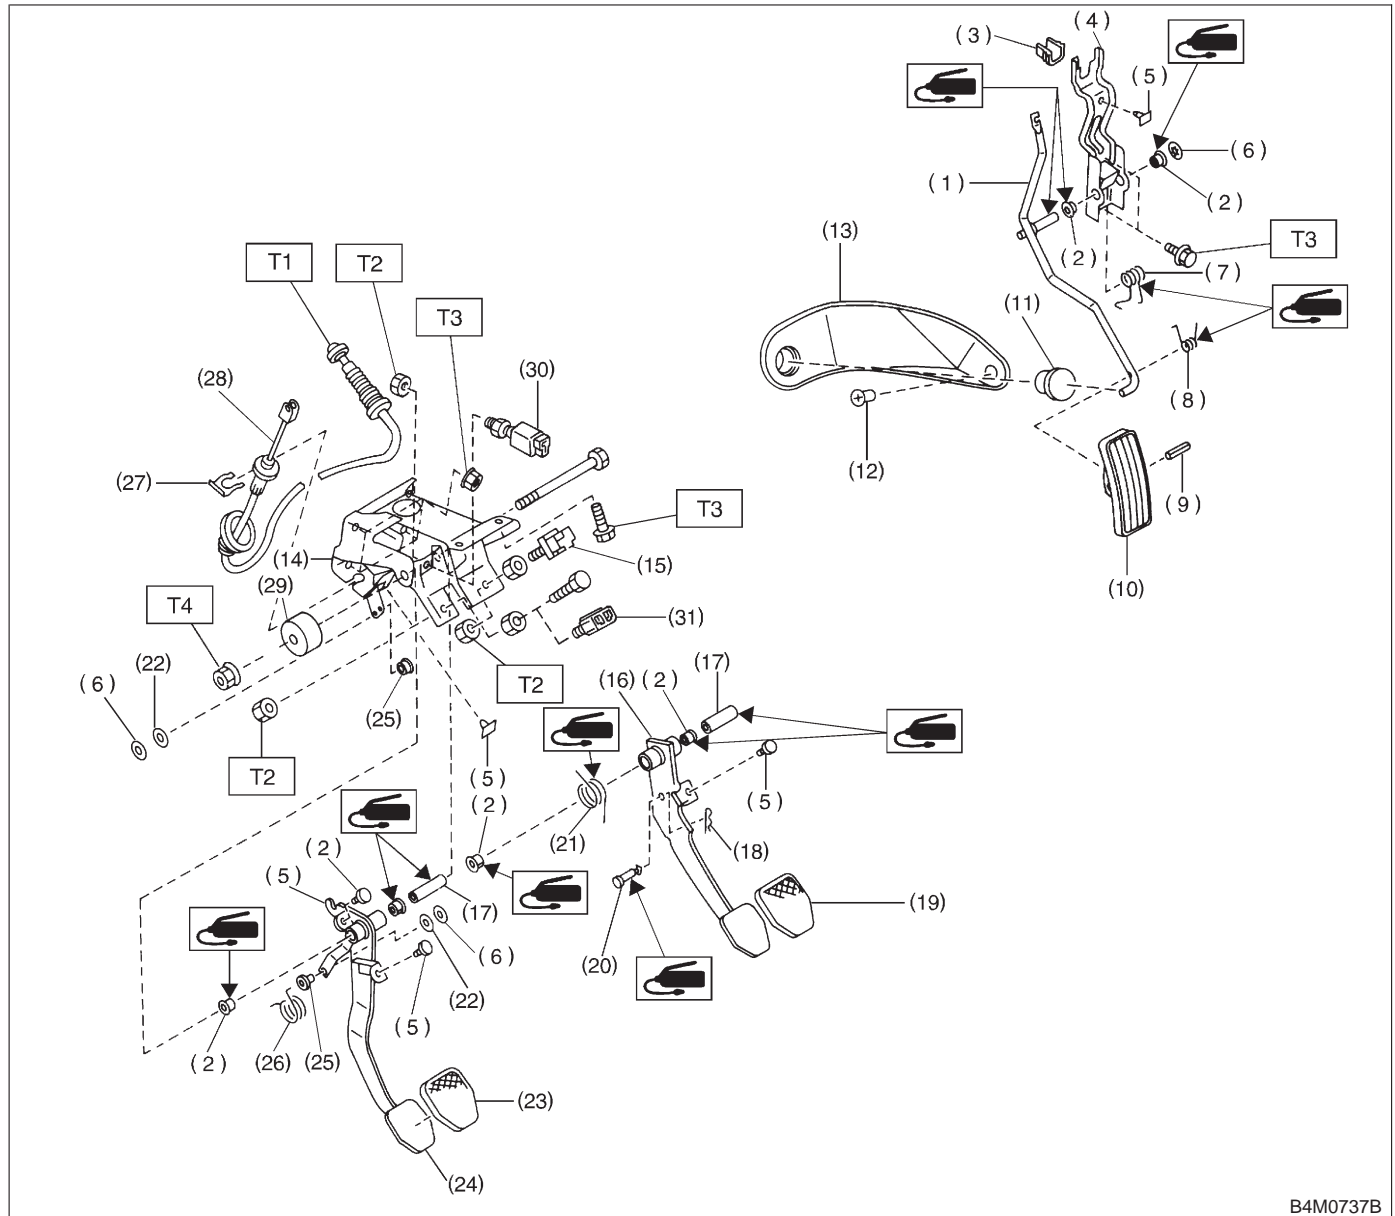 ( 4 )
( 3 )
( 5 )
( 6 )
( 1 )
( 2 )
(13)
( 2 )
T3
T1
T2
( 7 )
T3
(11)
(28)
(30)
( 8 )
(12)
(27)
(9)
T3
(14)
(15)
(29)
(10)
T4
(31)
(22)
( 6 )
(25)
T2
(16)
( 2 )
(17)
T2
( 5 )
( 5 )
( 2 )
(21)
(18)
( 2 )
( 5 )
(17)
(19)
( 6 )
(20)
(22)
( 5 )
( 2 )
(26)
(25)
(23)
(24)
B4M0737B